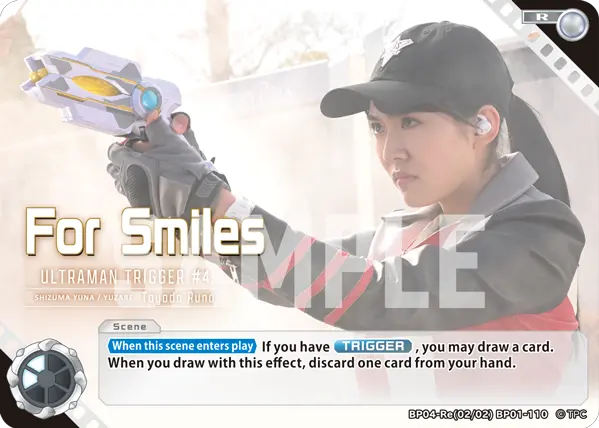 R
SAMPLE
For Smiles
ULTRAMAN TRIGGER #4
SHIZUMA YUNA / YUZARE Toyoda Runa
Scene
When this scene enters play If you have TRIGGER , you may draw a card.
When you draw with this effect, discard one card from your hand.
BP04-Re(02/02) BP01-110 © TPC